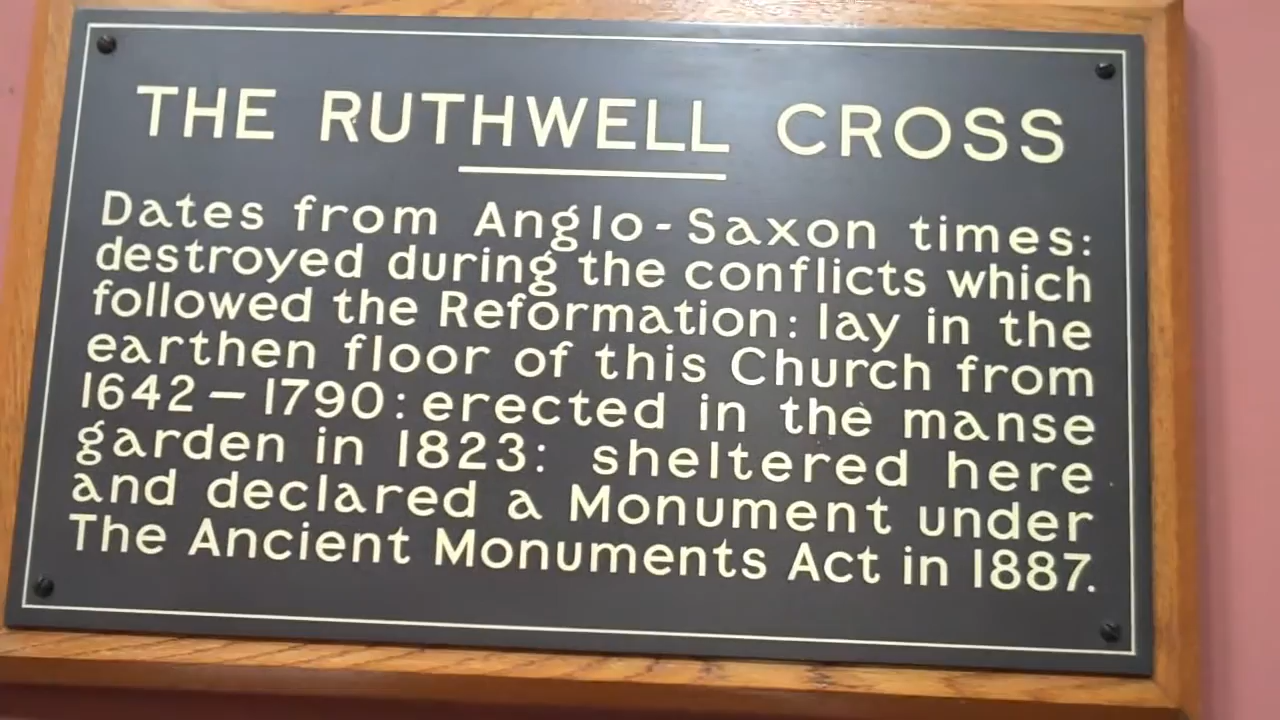 THE RUTHWELL CROSS
Dates from Anglo-Saxon times:
destroyed during the conflicts which
followed the Reformation: lay in the
earthen floor of this Church from
1642 – 1790: erected in the manse
garden in 1823: sheltered here
and declared a Monument under
The Ancient Monuments Act in 1887.